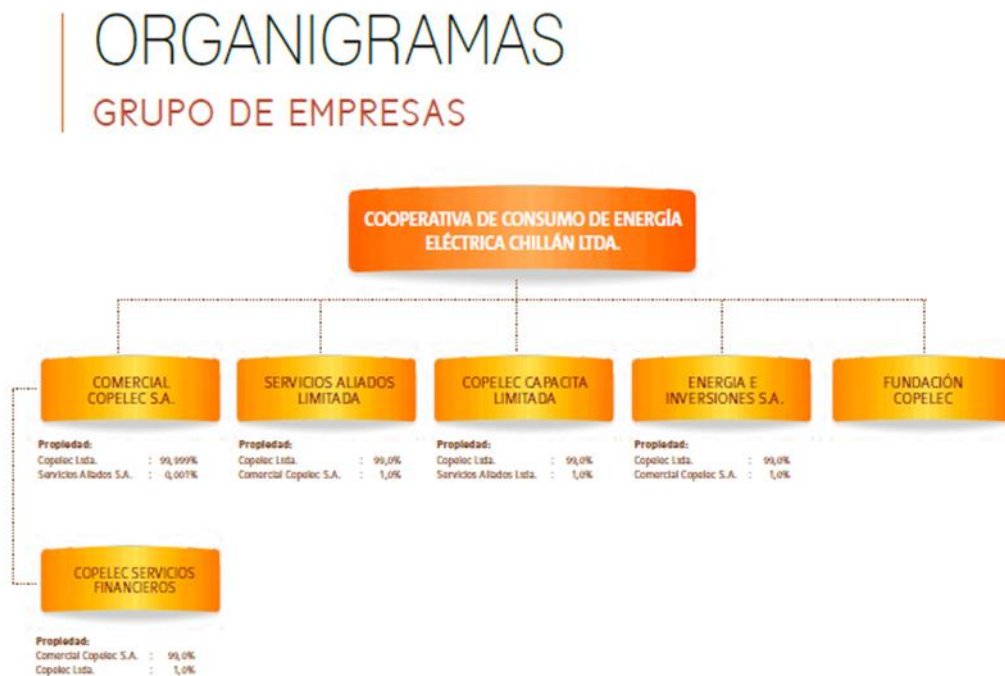 ORGANIGRAMAS
GRUPO DE EMPRESAS
COOPERATIVA DE CONSUMO DE ENERGÍA
ELÉCTRICA CHILLÁN LTDA.
COMERCIAL
COPELEC S.A.
Propiedad:
Copelec Ltda. : 99,999%
Servicios Aliados S.A. : 0,001%
SERVICIOS ALIADOS
LIMITADA
Propiedad:
Copelec Ltda. : 99,0%
Comercial Copelec S.A. : 1,0%
COPELEC CAPACITA
LIMITADA
Propiedad:
Copelec Ltda. : 99,0%
Servicios Aliados Ltda. : 1,0%
ENERGIA E
INVERSIONES S.A.
Propiedad:
Copelec Ltda. : 99,0%
Comercial Copelec S.A. : 1,0%
FUNDACIÓN
COPELEC
COPELEC SERVICIOS
FINANCIEROS
Propiedad:
Comercial Copelec S.A. : 99,0%
Copelec Ltda. : 1,0%